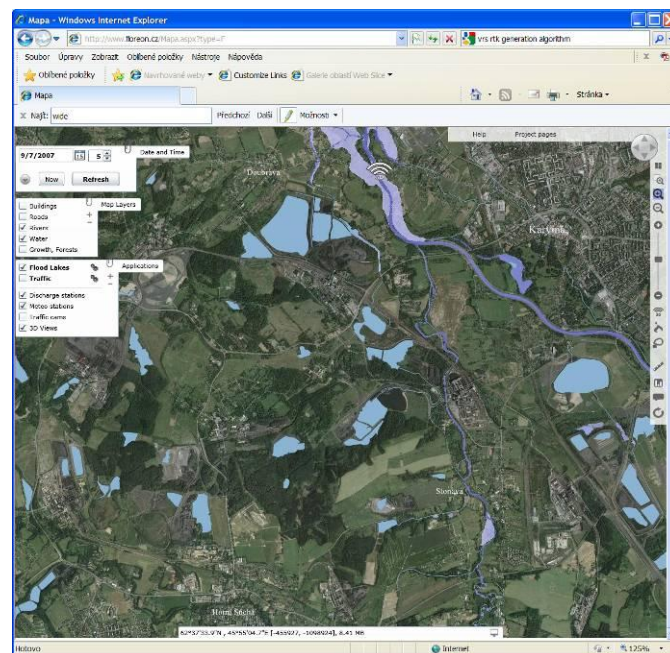 Mapa - Windows Internet Explorer
http://www.floreon.cz/Mapa.aspx?type=F
vrs rtk generation algorithm
Soubor Úpravy Zobrazit Oblíbené položky Nástroje Nápověda
Oblíbené položky Navrhované weby Customize Links Galerie oblastí Web Slice
Mapa
Stránka
Najít: wde Předchozí Další Možnosti
Help Project pages
9/7/2007 5 Date and Time
Now Refresh
Doubrava
Karviná
Buildings Map Layers
Roads
Rivers
Water
Growth, Forests
Flood Lakes Applications
Traffic
Discharge stations
Meteo stations
Traffic cams
3D Views
Stonava
Horní Suchá
Hotovo
Internet
125%